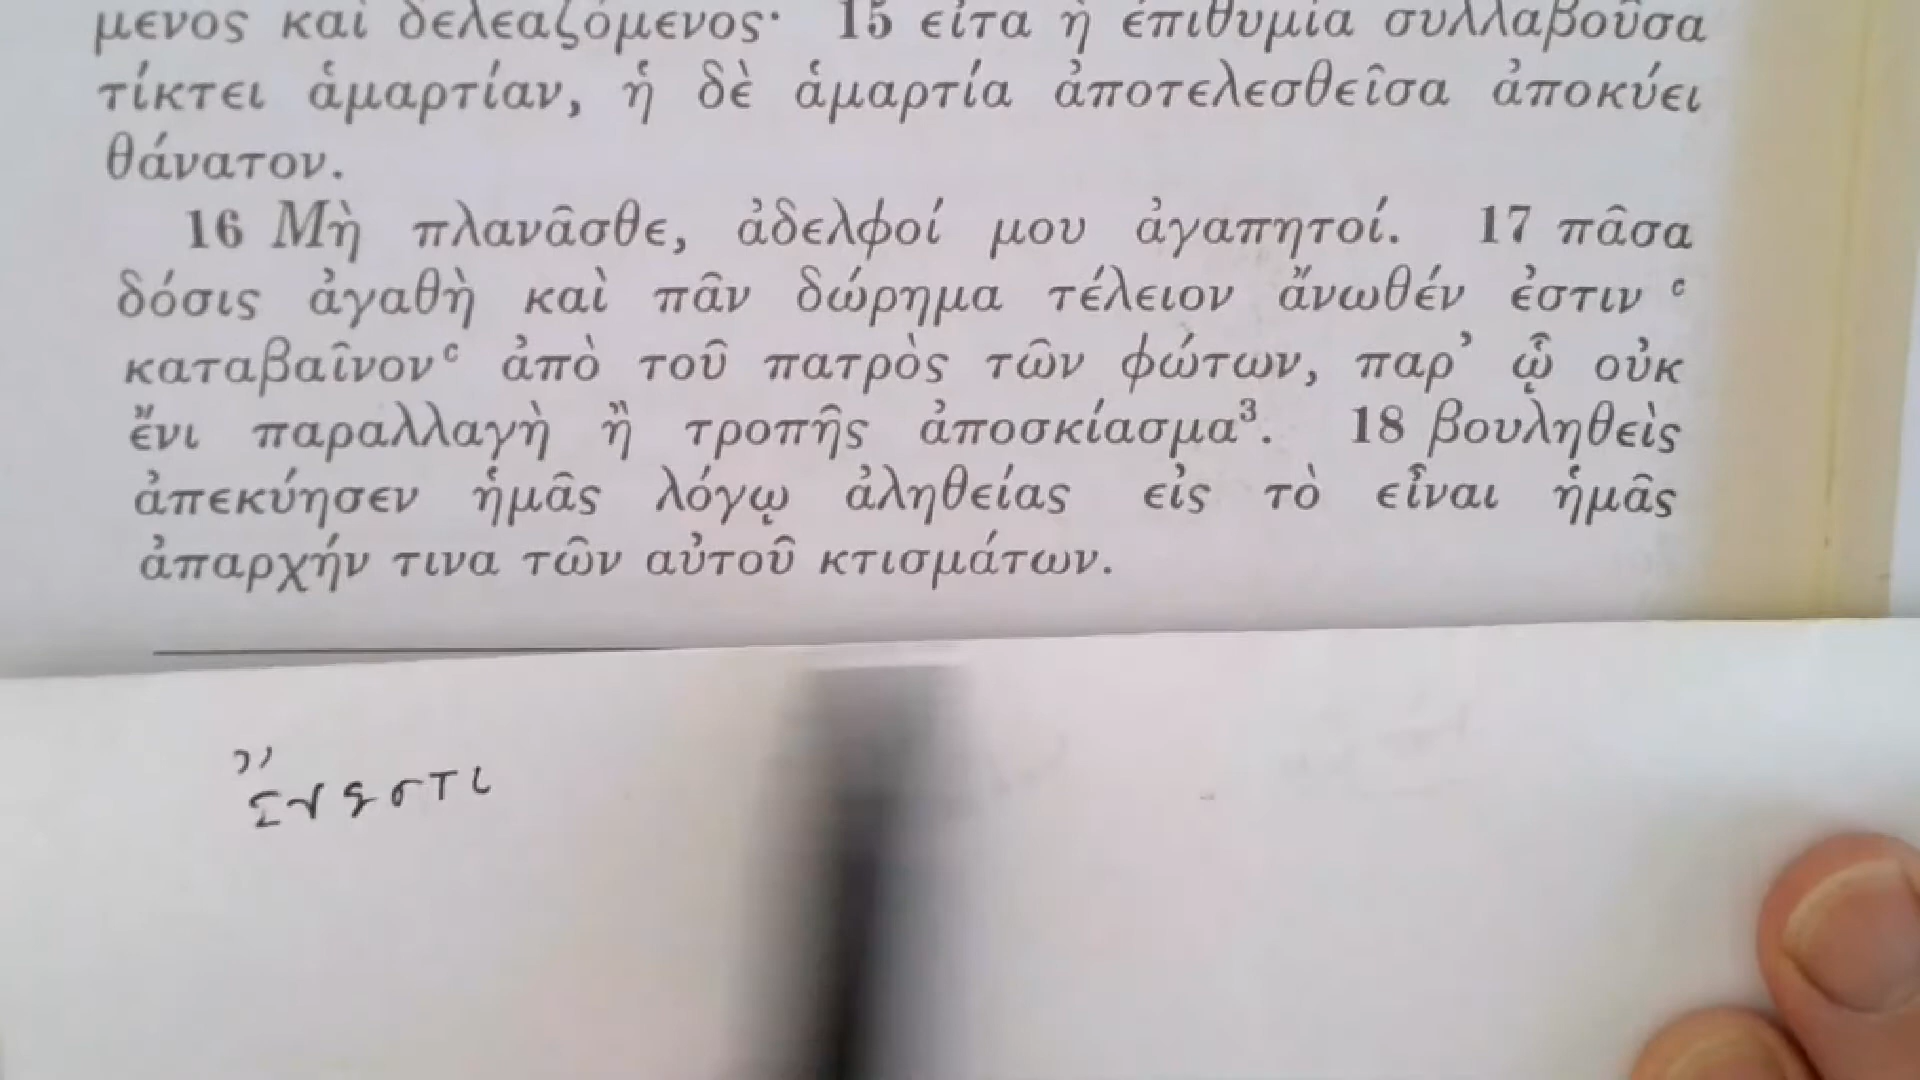 μενος καὶ δελεαζόμενος· 15 εἶτα ἡ ἐπιθυμία συλλαβοῦσα
τίκτει ἁμαρτίαν, ἡ δὲ ἁμαρτία ἀποτελεσθεῖσα ἀποκύει
θάνατον.
16 Μὴ πλανᾶσθε, ἀδελφοί μου ἀγαπητοί. 17 πᾶσα
δόσις ἀγαθὴ καὶ πᾶν δώρημα τέλειον ἄνωθέν ἐστιν ᶜ
καταβαῖνονᶜ ἀπὸ τοῦ πατρὸς τῶν φώτων, παρ’ ᾧ οὐκ
ἔνι παραλλαγὴ ἢ τροπῆς ἀποσκίασμα³. 18 βουληθεὶς
ἀπεκύησεν ἡμᾶς λόγῳ ἀληθείας εἰς τὸ εἶναι ἡμᾶς
ἀπαρχήν τινα τῶν αὐτοῦ κτισμάτων.
ἔνεστι